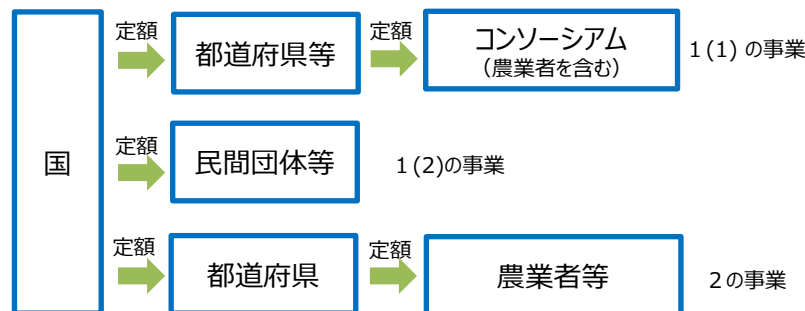 国
定額
都道府県等
定額
コンソーシアム
(農業者を含む)
1(1) の事業
定額
民間団体等
1(2)の事業
定額
都道府県
定額
農業者等
2の事業